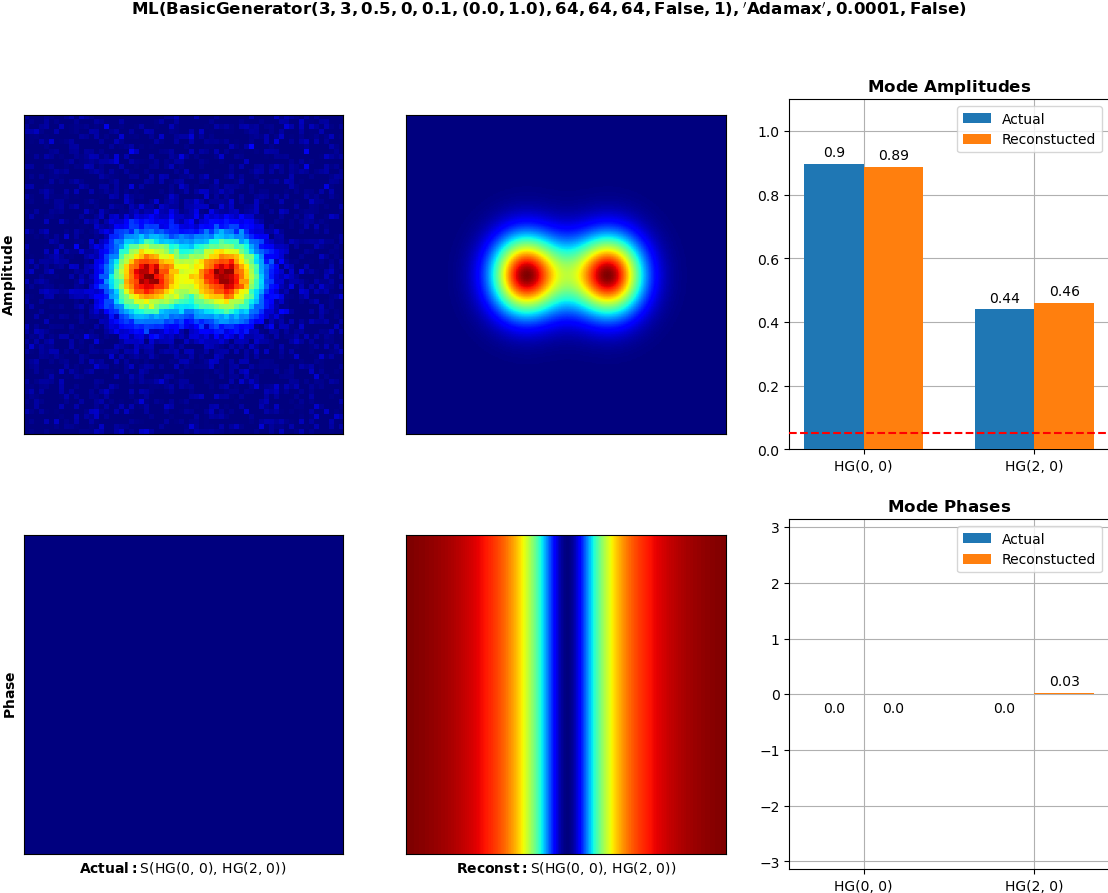 ML(BasicGenerator(3, 3, 0.5, 0, 0.1, (0.0, 1.0), 64, 64, 64, False, 1), ′Adamax′, 0.0001, False)
Amplitude
Mode Amplitudes
Actual
Reconstucted
1.0
0.8
0.6
0.4
0.2
0.0
0.9
0.89
0.44
0.46
HG(0, 0)
HG(2, 0)
Phase
Actual: S(HG(0, 0), HG(2, 0))
Reconst: S(HG(0, 0), HG(2, 0))
Mode Phases
Actual
Reconstucted
3
2
1
0
−1
−2
−3
0.0
0.0
0.0
0.03
HG(0, 0)
HG(2, 0)